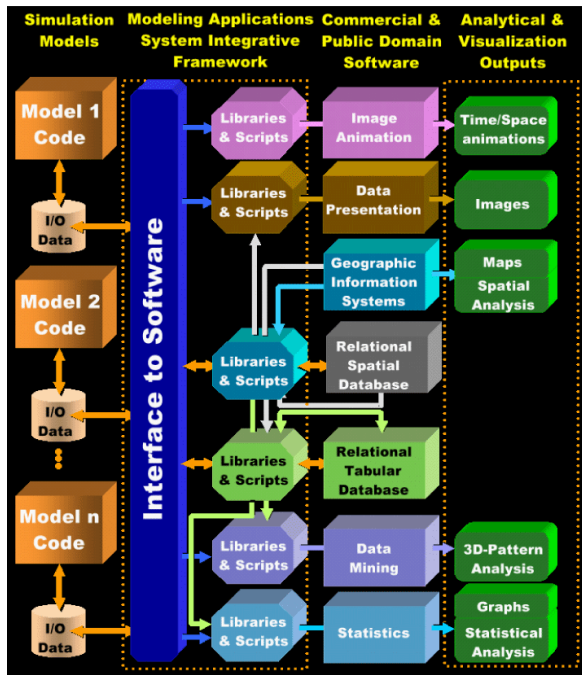 Simulation
Models
Modeling Applications
System Integrative
Framework
Commercial &
Public Domain
Software
Analytical &
Visualization
Outputs
Model 1
Code
I/O
Data
Model 2
Code
I/O
Data
Model n
Code
I/O
Data
Interface to Software
Libraries
& Scripts
Image
Animation
Time/Space
animations
Libraries
& Scripts
Data
Presentation
Images
Geographic
Information
Systems
Maps
Spatial
Analysis
Libraries
& Scripts
Relational
Spatial
Database
Libraries
& Scripts
Relational
Tabular
Database
Libraries
& Scripts
Data
Mining
3D-Pattern
Analysis
Libraries
& Scripts
Statistics
Graphs
Statistical
Analysis